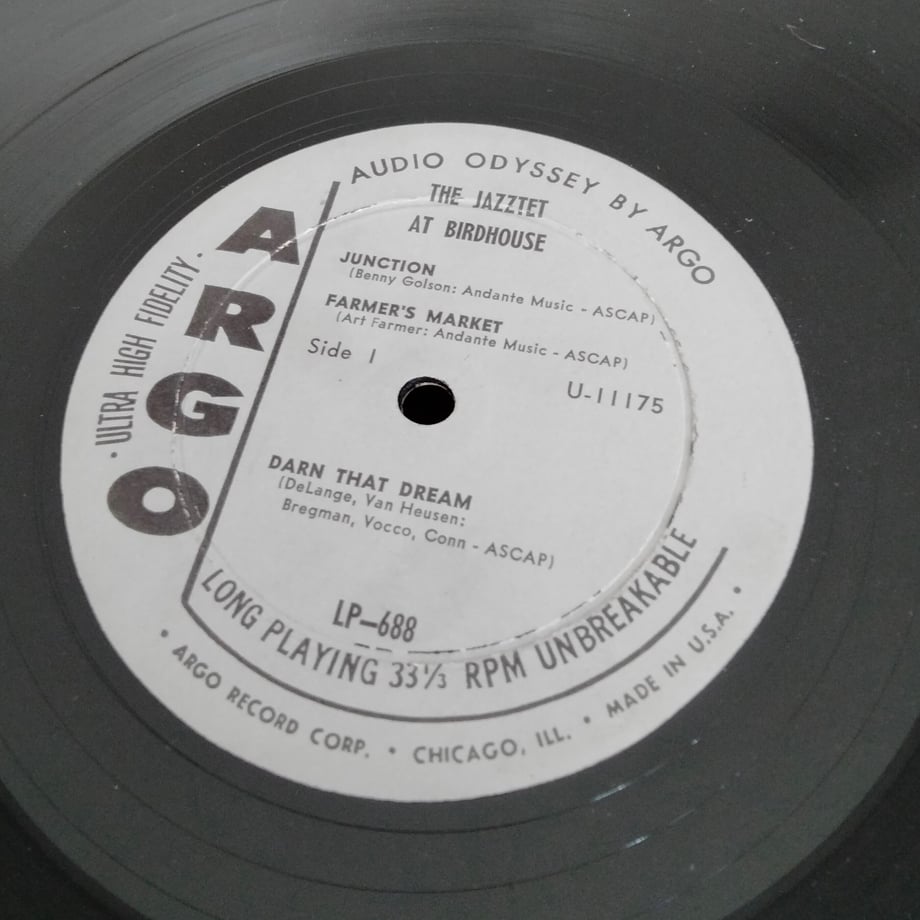 AUDIO ODYSSEY BY ARGO
THE JAZZTET
AT BIRDHOUSE
ARGO
• ULTRA HIGH FIDELITY •
JUNCTION
(Benny Golson: Andante Music - ASCAP)
FARMER'S MARKET
(Art Farmer: Andante Music - ASCAP)
Side 1
U-11175
DARN THAT DREAM
(DeLange, Van Heusen:
Bregman, Vocco, Conn - ASCAP)
LP-688
LONG PLAYING 33⅓ RPM UNBREAKABLE
• ARGO RECORD CORP. • CHICAGO, ILL. • MADE IN U.S.A. •